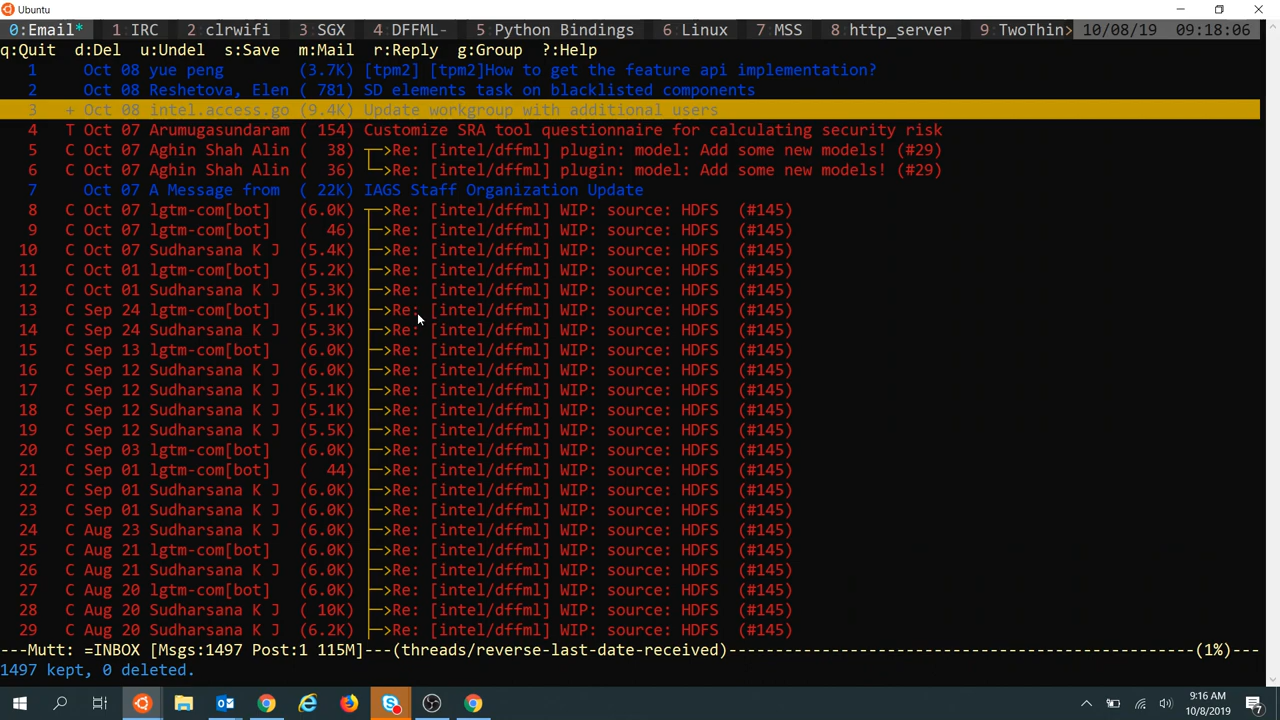 Ubuntu
0:Email* 1 IRC 2 clrwifi 3 SGX 4 DFFML- 5 Python Bindings 6 Linux 7 MSS 8 http_server 9 TwoThin> 10/08/19 09:18:06
q:Quit d:Del u:Undel s:Save m:Mail r:Reply g:Group ?:Help
1 Oct 08 yue peng (3.7K) [tpm2] [tpm2]How to get the feature api implementation?
2 Oct 08 Reshetova, Elen ( 781) SD elements task on blacklisted components
3 + Oct 08 intel.access.go (9.4K) Update workgroup with additional users
4 T Oct 07 Arumugasundaram ( 154) Customize SRA tool questionnaire for calculating security risk
5 C Oct 07 Aghin Shah Alin ( 38) ┬─>Re: [intel/dffml] plugin: model: Add some new models! (#29)
6 C Oct 07 Aghin Shah Alin ( 36) └─>Re: [intel/dffml] plugin: model: Add some new models! (#29)
7 Oct 07 A Message from ( 22K) IAGS Staff Organization Update
8 C Oct 07 lgtm-com[bot] (6.0K) ┬─>Re: [intel/dffml] WIP: source: HDFS (#145)
9 C Oct 07 lgtm-com[bot] ( 46) ├─>Re: [intel/dffml] WIP: source: HDFS (#145)
10 C Oct 07 Sudharsana K J (5.4K) ├─>Re: [intel/dffml] WIP: source: HDFS (#145)
11 C Oct 01 lgtm-com[bot] (5.2K) ├─>Re: [intel/dffml] WIP: source: HDFS (#145)
12 C Oct 01 Sudharsana K J (5.3K) ├─>Re: [intel/dffml] WIP: source: HDFS (#145)
13 C Sep 24 lgtm-com[bot] (5.1K) ├─>Re: [intel/dffml] WIP: source: HDFS (#145)
14 C Sep 24 Sudharsana K J (5.3K) ├─>Re: [intel/dffml] WIP: source: HDFS (#145)
15 C Sep 13 lgtm-com[bot] (6.0K) ├─>Re: [intel/dffml] WIP: source: HDFS (#145)
16 C Sep 12 Sudharsana K J (6.0K) ├─>Re: [intel/dffml] WIP: source: HDFS (#145)
17 C Sep 12 Sudharsana K J (5.1K) ├─>Re: [intel/dffml] WIP: source: HDFS (#145)
18 C Sep 12 Sudharsana K J (5.1K) ├─>Re: [intel/dffml] WIP: source: HDFS (#145)
19 C Sep 12 Sudharsana K J (5.5K) ├─>Re: [intel/dffml] WIP: source: HDFS (#145)
20 C Sep 03 lgtm-com[bot] (6.0K) ├─>Re: [intel/dffml] WIP: source: HDFS (#145)
21 C Sep 01 lgtm-com[bot] ( 44) ├─>Re: [intel/dffml] WIP: source: HDFS (#145)
22 C Sep 01 Sudharsana K J (6.0K) ├─>Re: [intel/dffml] WIP: source: HDFS (#145)
23 C Sep 01 Sudharsana K J (6.0K) ├─>Re: [intel/dffml] WIP: source: HDFS (#145)
24 C Aug 23 Sudharsana K J (6.0K) ├─>Re: [intel/dffml] WIP: source: HDFS (#145)
25 C Aug 21 lgtm-com[bot] (6.0K) ├─>Re: [intel/dffml] WIP: source: HDFS (#145)
26 C Aug 21 Sudharsana K J (6.0K) ├─>Re: [intel/dffml] WIP: source: HDFS (#145)
27 C Aug 20 lgtm-com[bot] (6.0K) ├─>Re: [intel/dffml] WIP: source: HDFS (#145)
28 C Aug 20 Sudharsana K J ( 10K) ├─>Re: [intel/dffml] WIP: source: HDFS (#145)
29 C Aug 20 Sudharsana K J (6.2K) ├─>Re: [intel/dffml] WIP: source: HDFS (#145)
---Mutt: =INBOX [Msgs:1497 Post:1 115M]---(threads/reverse-last-date-received)--------------------------------------------------(1%)---
1497 kept, 0 deleted.
9:16 AM
10/8/2019
7